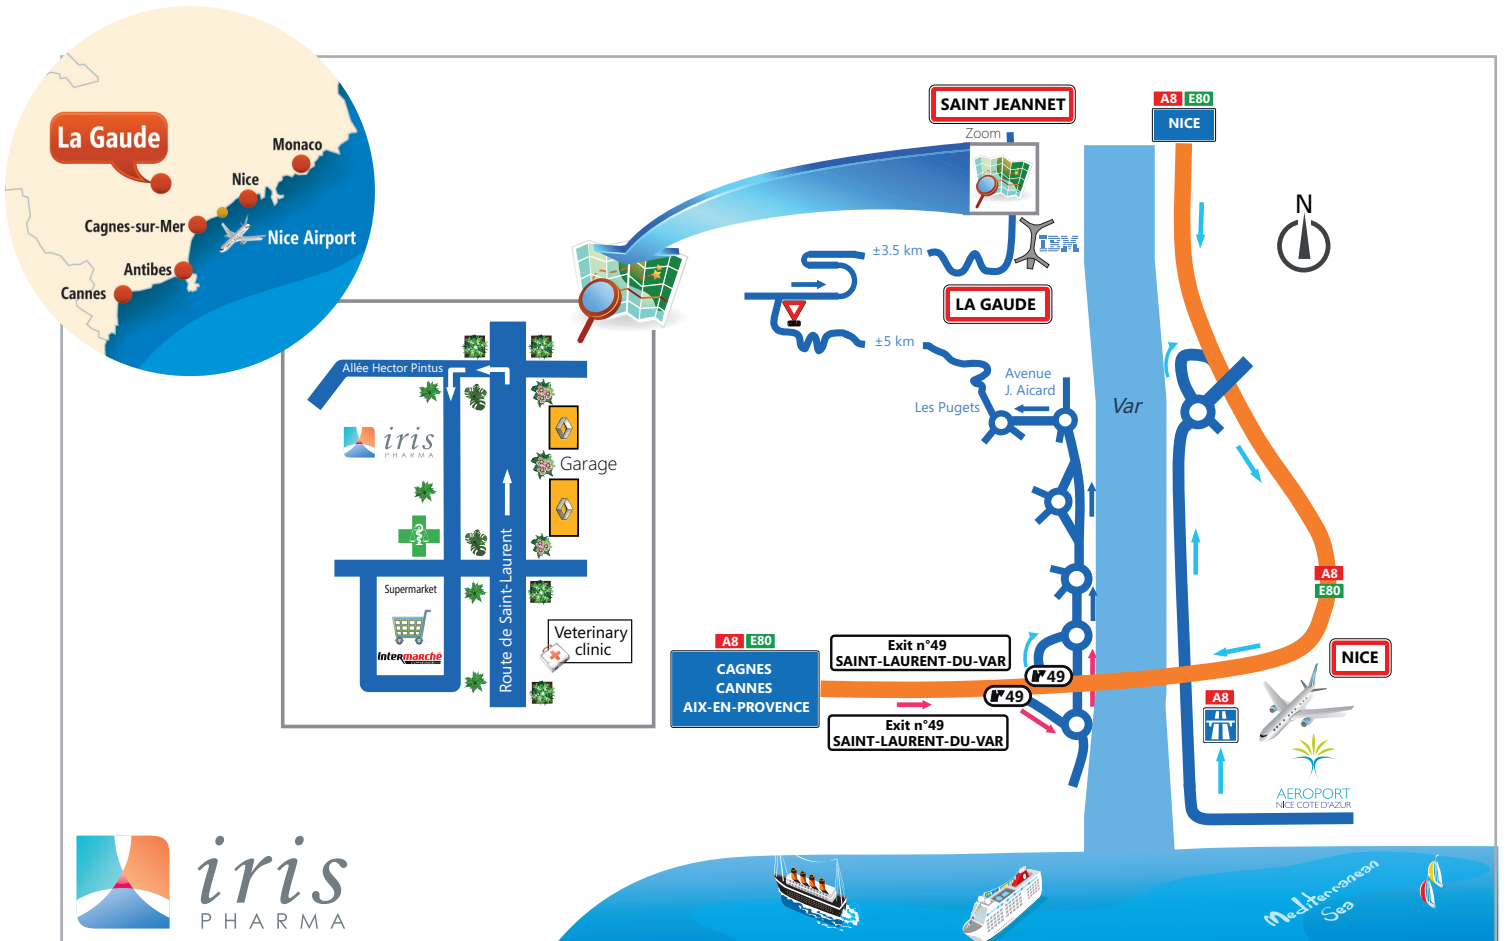 La Gaude
Monaco
Nice
Cagnes-sur-Mer
Nice Airport
Antibes
Cannes
SAINT JEANNET
Zoom
A8 E80
NICE
N
IBM
±3.5 km
LA GAUDE
±5 km
Avenue
J. Aicard
Les Pugets
Var
Allée Hector Pintus
iris
PHARMA
Garage
Route de Saint-Laurent
Supermarket
Intermarché
Veterinary
clinic
A8
E80
A8 E80
CAGNES
CANNES
AIX-EN-PROVENCE
Exit n°49
SAINT-LAURENT-DU-VAR
49
49
Exit n°49
SAINT-LAURENT-DU-VAR
NICE
A8
AEROPORT
NICE COTE D'AZUR
iris
PHARMA
Mediterranean
Sea